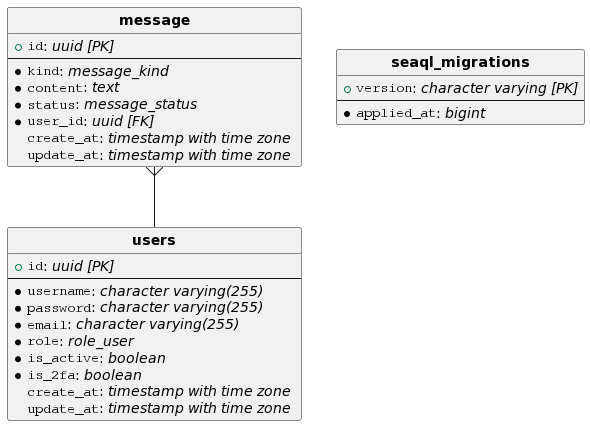 message
id: uuid [PK]
kind: message_kind
content: text
status: message_status
user_id: uuid [FK]
create_at: timestamp with time zone
update_at: timestamp with time zone
seaql_migrations
version: character varying [PK]
applied_at: bigint
users
id: uuid [PK]
username: character varying(255)
password: character varying(255)
email: character varying(255)
role: role_user
is_active: boolean
is_2fa: boolean
create_at: timestamp with time zone
update_at: timestamp with time zone